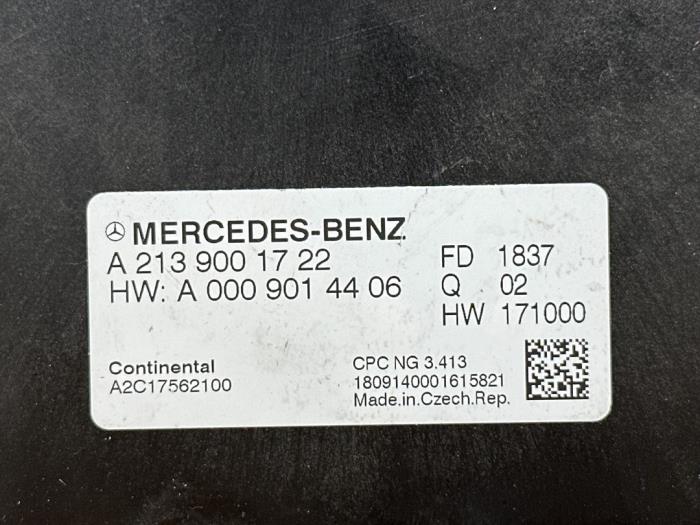 MERCEDES-BENZ
A 213 900 17 22
HW: A 000 901 44 06
FD 1837
Q 02
HW 171000
Continental
A2C17562100
CPC NG 3.413
1809140001615821
Made.in.Czech.Rep.